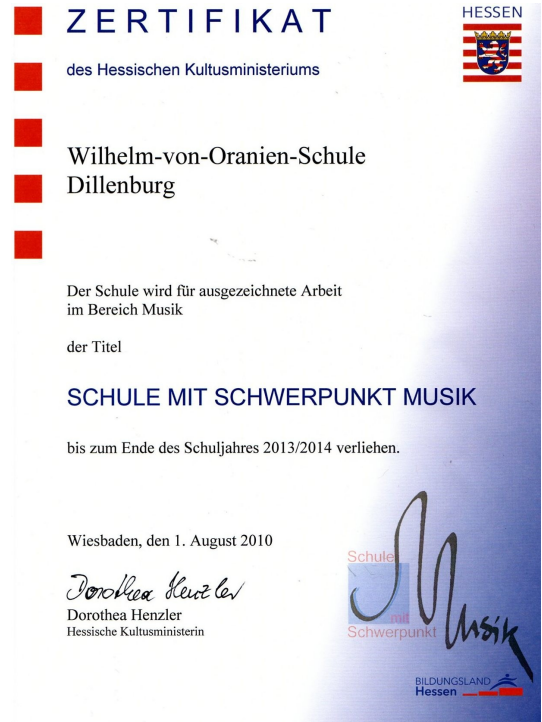 ZERTIFIKAT
HESSEN
des Hessischen Kultusministeriums
Wilhelm-von-Oranien-Schule
Dillenburg
Der Schule wird für ausgezeichnete Arbeit
im Bereich Musik
der Titel
SCHULE MIT SCHWERPUNKT MUSIK
bis zum Ende des Schuljahres 2013/2014 verliehen.
Wiesbaden, den 1. August 2010
Dorothea Henzler
Dorothea Henzler
Hessische Kultusministerin
Schule
mit
Schwerpunkt
Musik
BILDUNGSLAND
Hessen